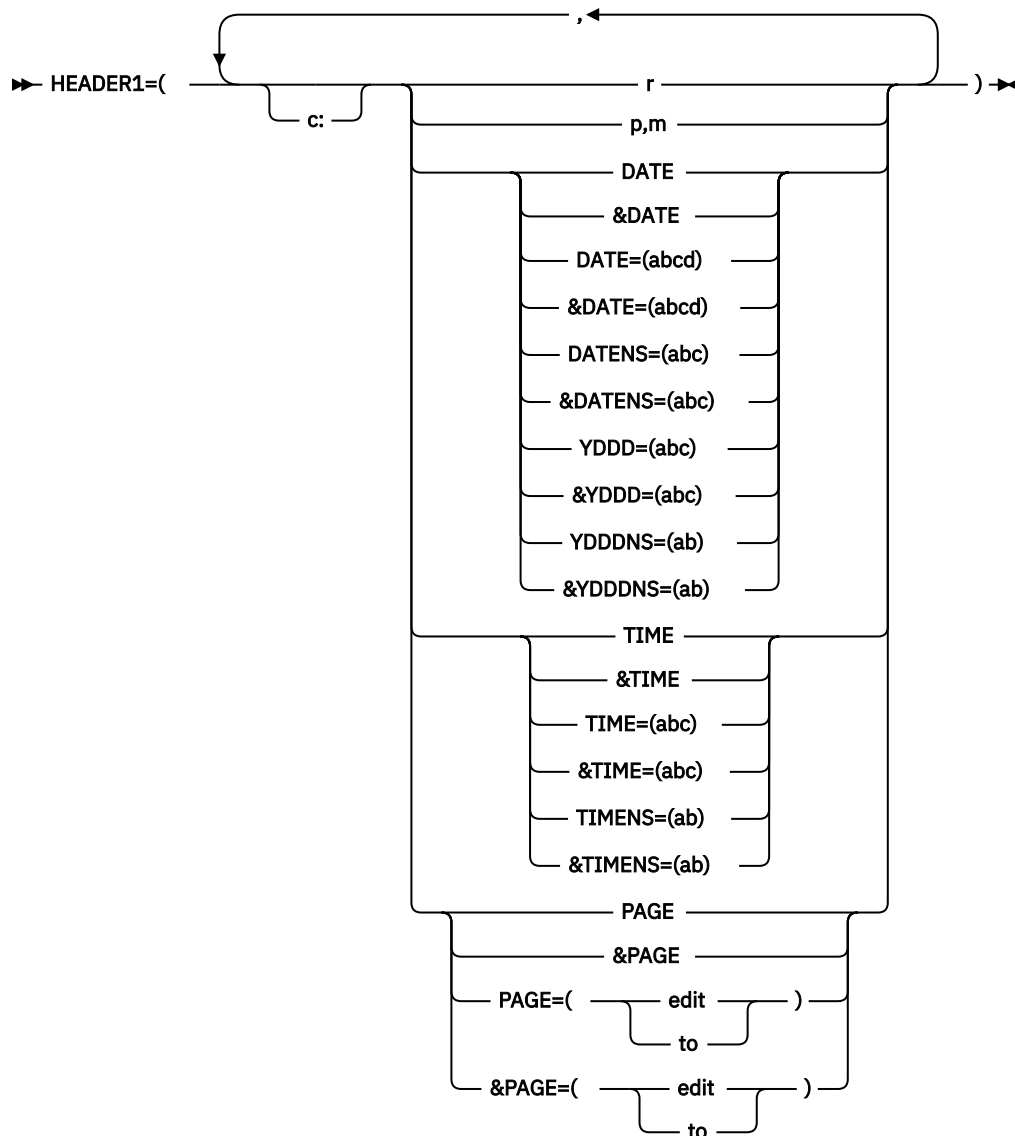 ,
HEADER1=( r )
c:
p,m
DATE
&DATE
DATE=(abcd)
&DATE=(abcd)
DATENS=(abc)
&DATENS=(abc)
YDDD=(abc)
&YDDD=(abc)
YDDDNS=(ab)
&YDDDNS=(ab)
TIME
&TIME
TIME=(abc)
&TIME=(abc)
TIMENS=(ab)
&TIMENS=(ab)
PAGE
&PAGE
PAGE=( edit )
to
&PAGE=( edit )
to